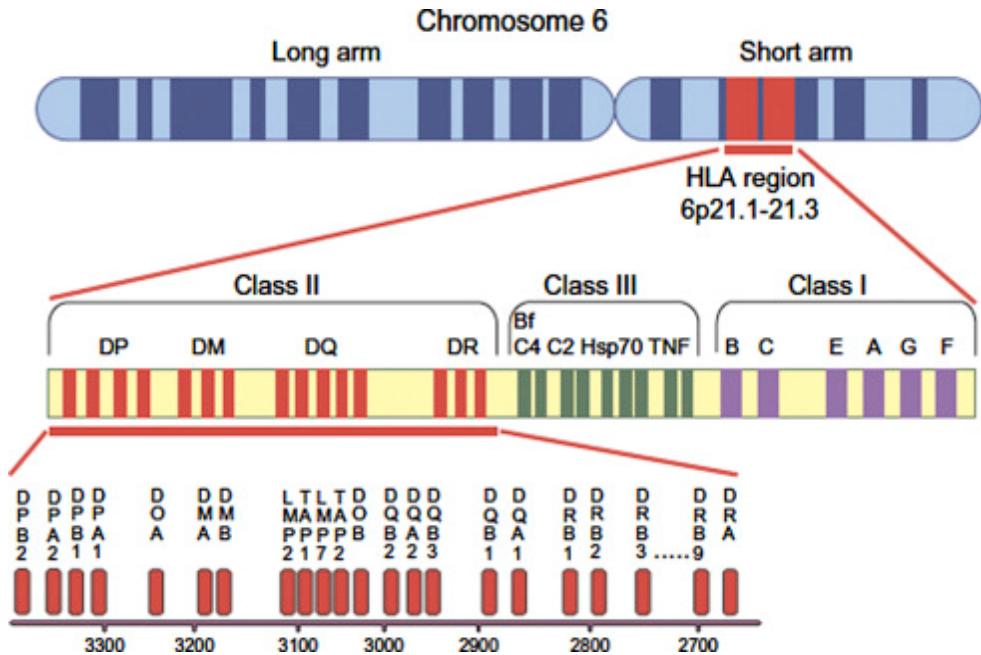 Chromosome 6
Long arm
Short arm
HLA region
6p21.1-21.3
Class II
Class III
Class I
Bf
DP DM DQ DR C4 C2 Hsp70 TNF B C E A G F
DPB2 DPA2 DPB1 DPA1 DOA DMA DMB LMP2 TAP1 LMP7 TAP2 DOB DQB2 DQA2 DQB3 DQB1 DQA1 DRB1 DRB2 DRB3 ..... DRB9 DRA
3300 3200 3100 3000 2900 2800 2700